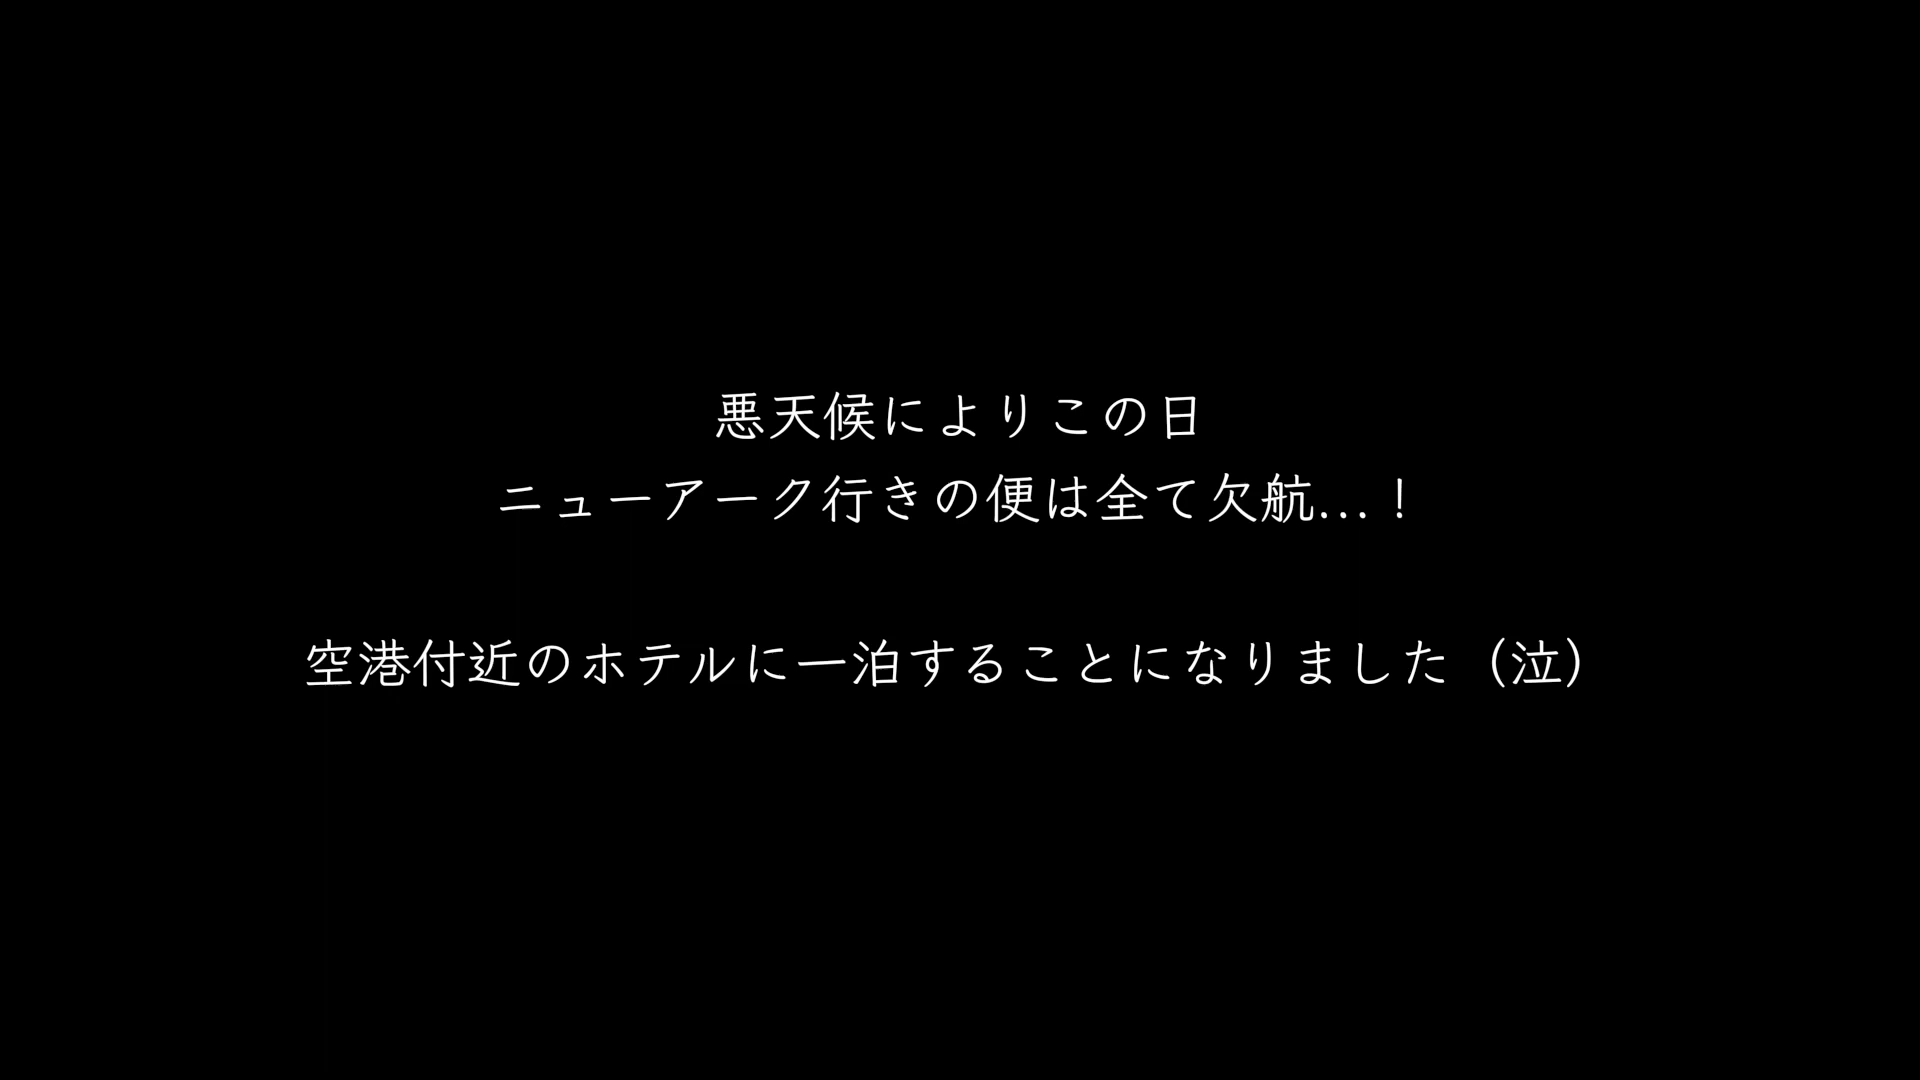 悪天候によりこの日
ニューアーク行きの便は全て欠航…！
空港付近のホテルに一泊することになりました（泣）